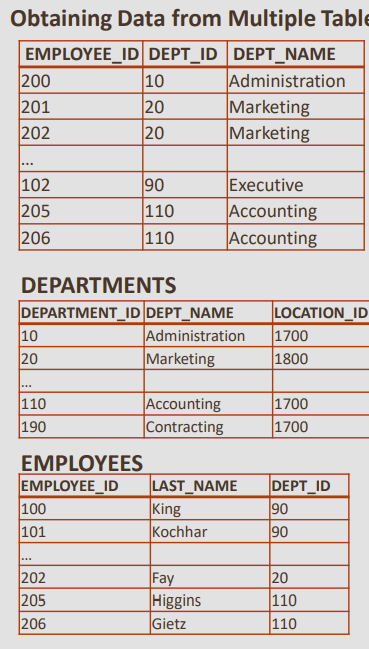 Obtaining Data from Multiple Table
EMPLOYEE_ID DEPT_ID DEPT_NAME
200 10 Administration
201 20 Marketing
202 20 Marketing
...
102 90 Executive
205 110 Accounting
206 110 Accounting
DEPARTMENTS
DEPARTMENT_ID DEPT_NAME LOCATION_ID
10 Administration 1700
20 Marketing 1800
...
110 Accounting 1700
190 Contracting 1700
EMPLOYEES
EMPLOYEE_ID LAST_NAME DEPT_ID
100 King 90
101 Kochhar 90
...
202 Fay 20
205 Higgins 110
206 Gietz 110